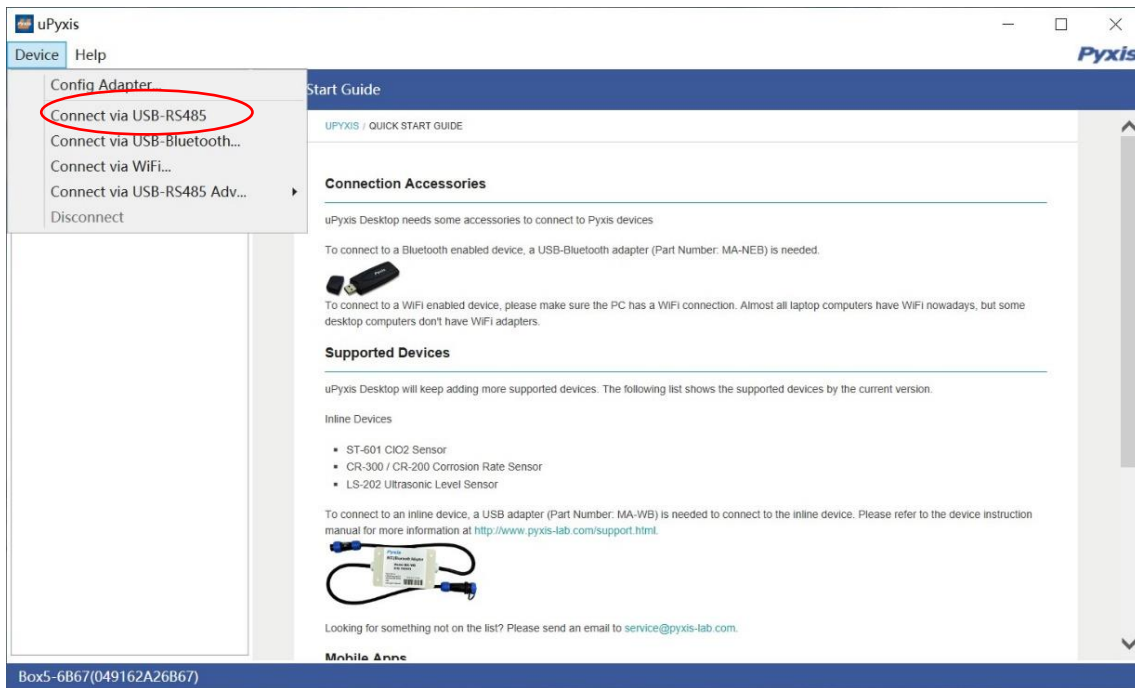 uPyxis
Device Help
Pyxis
Config Adapter...
Connect via USB-RS485
Connect via USB-Bluetooth...
Connect via WiFi...
Connect via USB-RS485 Adv...
Disconnect
Start Guide
UPYXIS / QUICK START GUIDE
Connection Accessories
uPyxis Desktop needs some accessories to connect to Pyxis devices
To connect to a Bluetooth enabled device, a USB-Bluetooth adapter (Part Number: MA-NEB) is needed.
To connect to a WiFi enabled device, please make sure the PC has a WiFi connection. Almost all laptop computers have WiFi nowadays, but some
desktop computers don't have WiFi adapters.
Supported Devices
uPyxis Desktop will keep adding more supported devices. The following list shows the supported devices by the current version.
Inline Devices
ST-601 ClO2 Sensor
CR-300 / CR-200 Corrosion Rate Sensor
LS-202 Ultrasonic Level Sensor
To connect to an inline device, a USB adapter (Part Number: MA-WB) is needed to connect to the inline device. Please refer to the device instruction
manual for more information at http://www.pyxis-lab.com/support.html.
Pyxis
Looking for something not on the list? Please send an email to service@pyxis-lab.com.
Mobile Apps
Box5-6B67(049162A26B67)